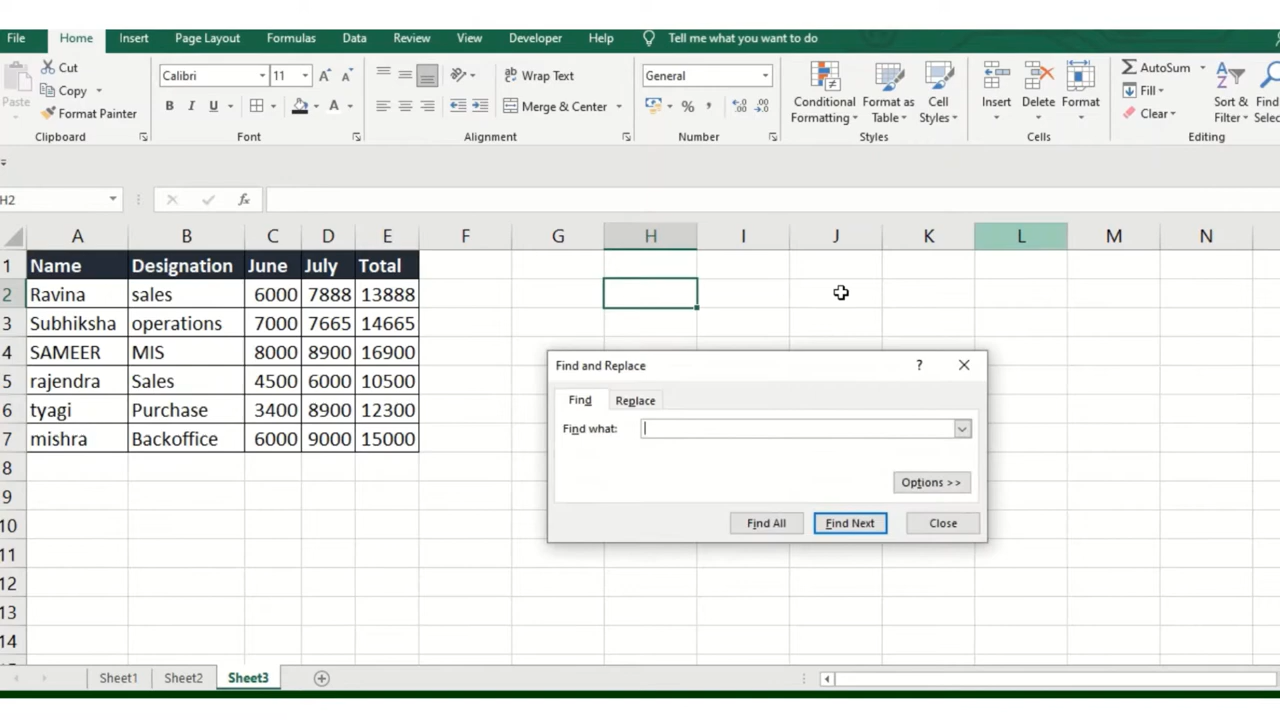 File Home Insert Page Layout Formulas Data Review View Developer Help Tell me what you want to do
Cut
Copy
Paste
Format Painter
Clipboard
Calibri 11 A A
B I U A
Font
ab Wrap Text
Merge & Center
Alignment
General
% ,
Number
Conditional Formatting
Format as Table
Cell Styles
Styles
Insert Delete Format
Cells
AutoSum
Fill
Clear
Sort & Filter
Editing
H2 fx
A B C D E F G H I J K L M N
1 Name Designation June July Total
2 Ravina sales 6000 7888 13888
3 Subhiksha operations 7000 7665 14665
4 SAMEER MIS 8000 8900 16900
5 rajendra Sales 4500 6000 10500
6 tyagi Purchase 3400 8900 12300
7 mishra Backoffice 6000 9000 15000
8
9
10
11
12
13
14
Find and Replace ?
Find Replace
Find what:
Options >>
Find All Find Next Close
Sheet1 Sheet2 Sheet3